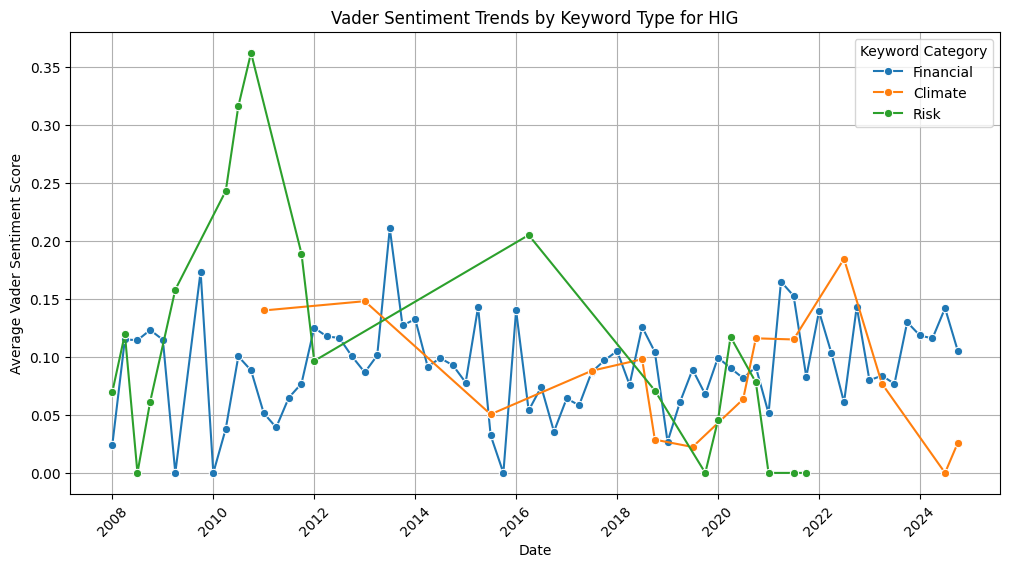 Vader Sentiment Trends by Keyword Type for HIG
Keyword Category
Financial
Climate
Risk
Average Vader Sentiment Score
0.35
0.30
0.25
0.20
0.15
0.10
0.05
0.00
2008
2010
2012
2014
2016
2018
2020
2022
2024
Date